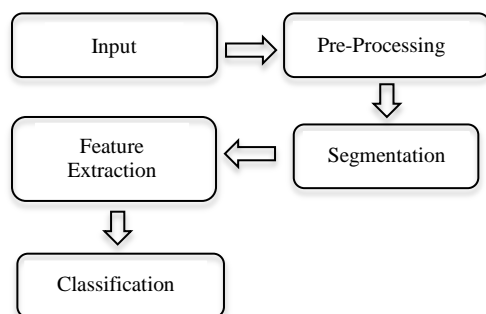 Input
Pre-Processing
Segmentation
Feature
Extraction
Classification